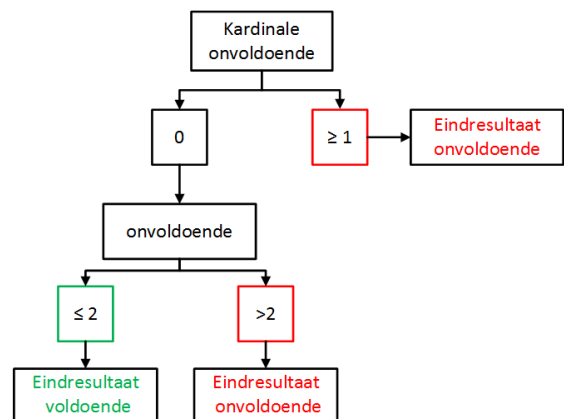 Kardinale
onvoldoende
0
≥ 1
Eindresultaat
onvoldoende
onvoldoende
≤ 2
>2
Eindresultaat
voldoende
Eindresultaat
onvoldoende